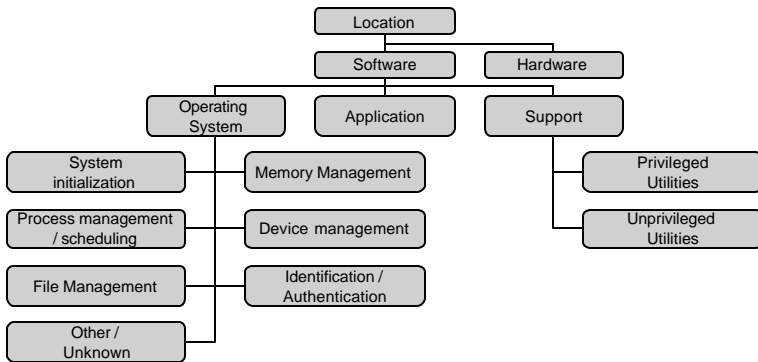 Location
Software
Hardware
Operating
System
Application
Support
System
initialization
Memory Management
Privileged
Utilities
Process management
/ scheduling
Device management
Unprivileged
Utilities
File Management
Identification /
Authentication
Other /
Unknown